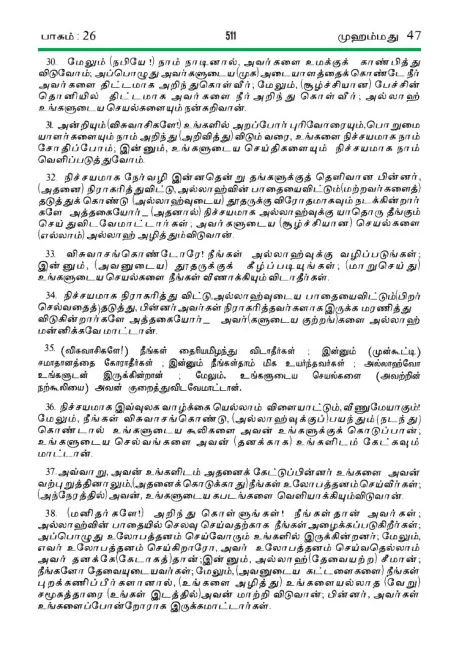 பாகம் : 26 511 முஹம்மது 47
30. மேலும் (நபியே!) நாம் நாடினால், அவர்களை உமக்குக் காண்பித்து
விடுவோம்; அப்பொழுது அவர்களுடைய(முக) அடையாளத்தைக்கொண்டே நீர்
அவர்களை திட்டமாக அறிந்துகொள்வீர்; மேலும், (சூழ்ச்சியான) பேச்சின்
தொனியில் திட்டமாக அவர்களை நீர் அறிந்து கொள்வீர்; அல்லாஹ்
உங்களுடைய செயல்களையும் நன்கறிவான்.
31. அன்றியும்(விசுவாசிகளே!) உங்களில் அறப்போர் புரிவோரையும், பொறுமை
யாளர்களையும் நாம் அறிந்து (அறிவித்து) விடும் வரை, உங்களை நிச்சயமாக நாம்
சோதிப்போம்; இன்னும், உங்களுடைய செய்திகளையும் நிச்சயமாக நாம்
வெளிப்படுத்துவோம்.
32. நிச்சயமாக நேர்வழி இன்னதென்று தங்களுக்குத் தெளிவான பின்னர்,
(அதனை) நிராகரித்துவிட்டு, அல்லாஹ்வின் பாதையைவிட்டும்(மற்றவர்களைத்)
தடுத்துக் கொண்டு (அல்லாஹ்வுடைய) தூதருக்கு விரோதமாகவும் நடக்கின்றார்
களே அத்தகையோர்_ (அதனால்) நிச்சயமாக அல்லாஹ்வுக்கு யாதொரு தீங்கும்
செய்துவிடவேமாட்டார்கள்; அவர்களுடைய (சூழ்ச்சியான) செயல்களை
(எல்லாம்) அல்லாஹ் அழித்தும்விடுவான்.
33. விசுவாசங்கொண்டோரே! நீங்கள் அல்லாஹ்வுக்கு வழிப்படுங்கள்;
இன்னும், (அவனுடைய) தூதருக்குக் கீழ்ப்படியுங்கள்; (மாறுசெய்து)
உங்களுடைய செயல்களை நீங்கள் வீணாக்கியும் விடாதீர்கள்.
34. நிச்சயமாக நிராகரித்து விட்டு, அல்லாஹ்வுடைய பாதையைவிட்டும்(பிறர்
செல்வதைத்)தடுத்து, பின்னர் அவர்கள் நிராகரித்தவர்களாக இருக்க மரணித்து
விடுகின்றார்களே அத்தகையோர்_ அவர்(களுடைய குற்றங்)களை அல்லாஹ்
மன்னிக்கவேமாட்டான்.
35. (விசுவாசிகளே!) நீங்கள் தைரியமிழந்து விடாதீர்கள் ; இன்னும் (முன்கூட்டி)
சமாதானத்தை கோராதீர்கள் ; இன்னும் நீங்கள்தாம் மிக உயர்ந்தவர்கள் ; அல்லாஹ்வோ
உங்களுடன் இருக்கின்றான் ; மேலும், உங்களுடைய செயல்களை (அவற்றின்
நற்கூலியை) அவன் குறைத்துவிடவேமாட்டான்.
36. நிச்சயமாக இவ்வுலக வாழ்க்கை யெல்லாம் விளையாட்டும், வீணுமேயாகும்!
மேலும், நீங்கள் விசுவாசங்கொண்டு, (அல்லாஹ்வுக்குப்)பயந்தும்(நடந்து)
கொண்டால் உங்களுடைய கூலிகளை அவன் உங்களுக்குக் கொடுப்பான்;
உங்களுடைய செல்வங்களை அவன் (தனக்காக) உங்களிடம் கேட்கவும்
மாட்டான்.
37. அவ்வாறு, அவன் உங்களிடம் அதனைக் கேட்டுப்பின்னர் உங்களை அவன்
வற்புறுத்தினாலும்,(அதனைக்கொடுக்காது)நீங்கள் உலோபத்தனம்செய்வீர்கள்;
(அந்நேரத்தில்) அவன், உங்களுடைய கபடங்களை வெளியாக்கியும்விடுவான்.
38. (மனிதர்களே!) அறிந்து கொள்ளுங்கள்! நீங்கள்தான் அவர்கள்;
அல்லாஹ்வின் பாதையில் செலவு செய்வதற்காக நீங்கள்அழைக்கப்படுகிறீர்கள்;
அப்பொழுது உலோபத்தனம் செய்வோரும் உங்களில் இருக்கின்றனர்; மேலும்,
எவர் உலோபத்தனம் செய்கிறாரோ, அவர் உலோபத்தனம் செய்வதெல்லாம்
அவர் தனக்கே(கேடாகத்)தான்;இன்னும், அல்லாஹ்(தேவையற்ற) சீமான்,
நீங்களோ தேவையுடையவர்கள்; மேலும், (அவனுடைய கட்டளைகளை) நீங்கள்
புறக்கணிப்பீர்களானால், (உங்களை அழித்து) உங்களையல்லாத (வேறு)
சமூகத்தாரை (உங்கள் இடத்தில்)அவன் மாற்றி விடுவான்; பின்னர், அவர்கள்
உங்களைப்போன்றோராக இருக்கமாட்டார்கள்.